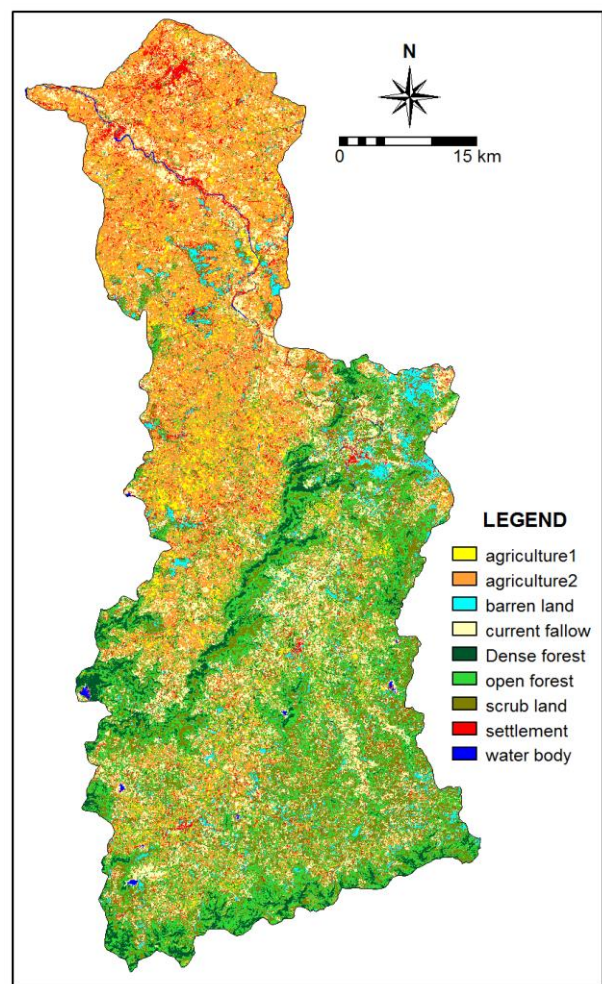 N
0 15 km
LEGEND
agriculture1
agriculture2
barren land
current fallow
Dense forest
open forest
scrub land
settlement
water body